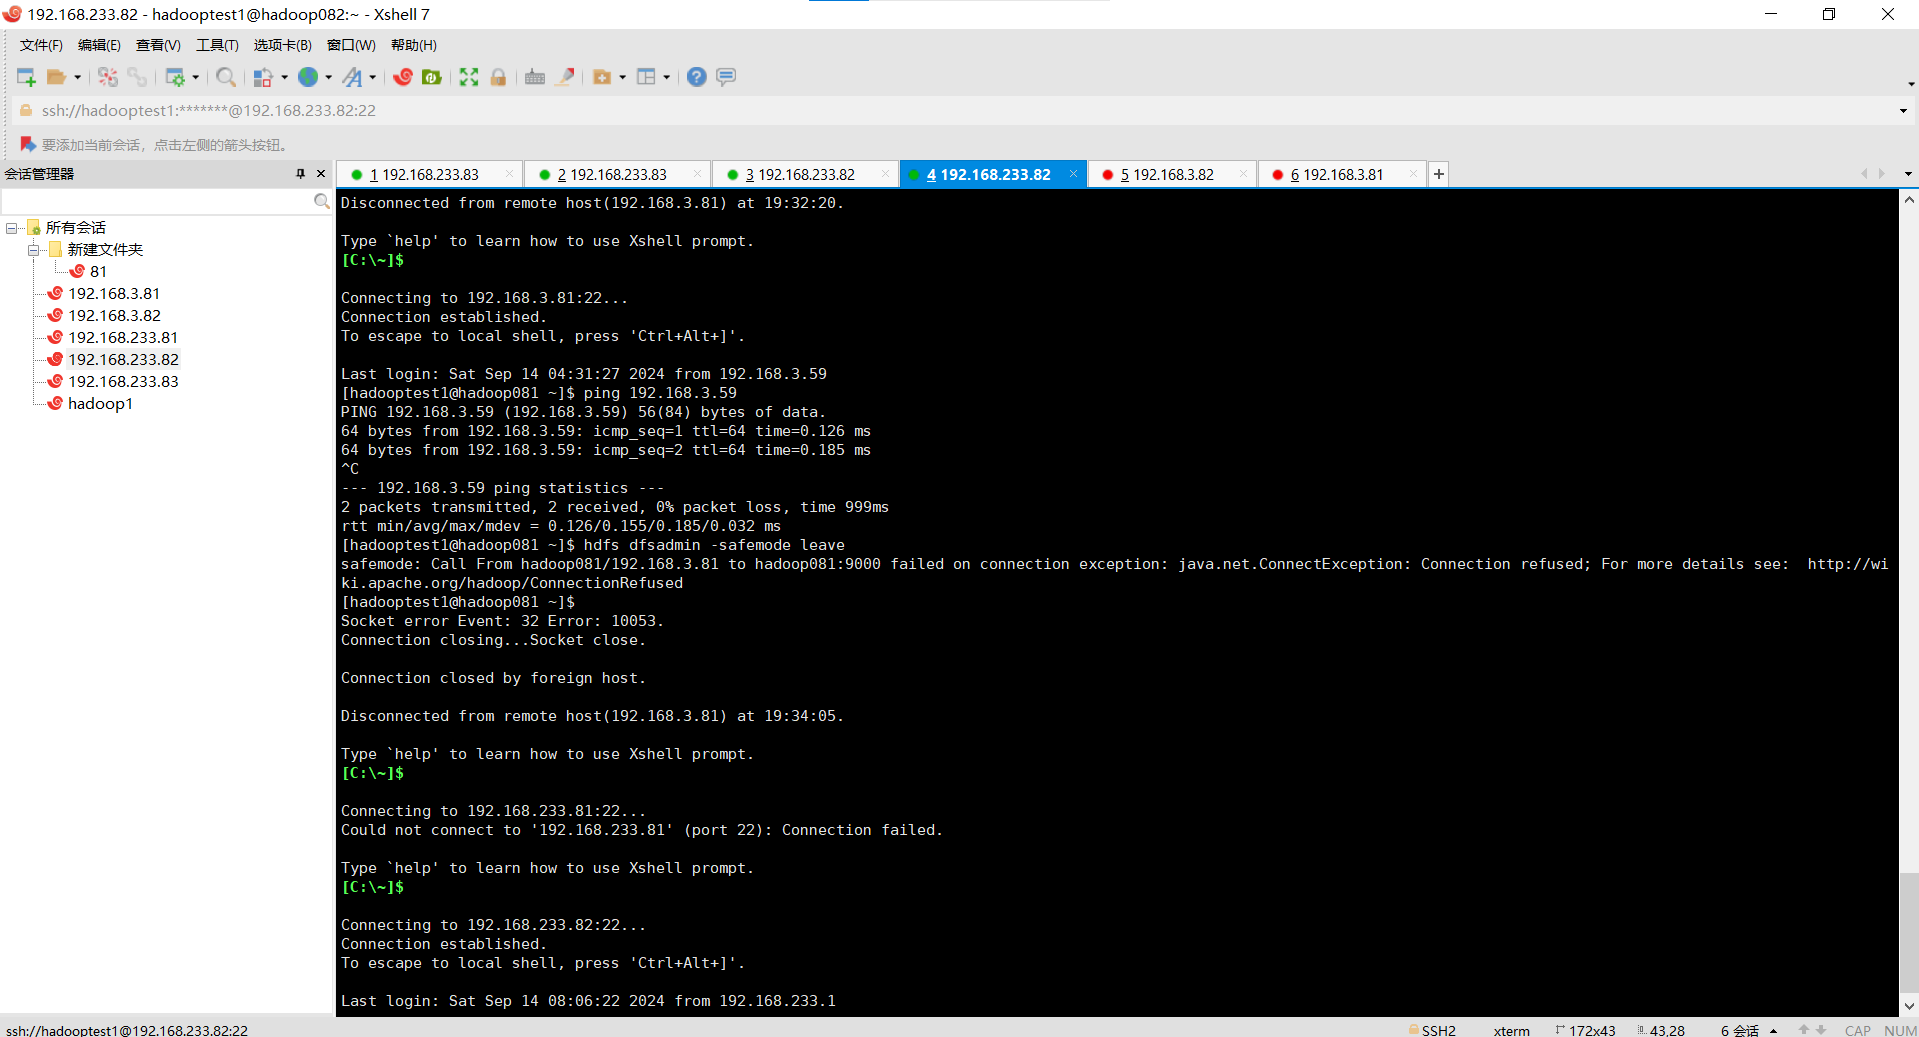 192.168.233.82 - hadooptest1@hadoop082:~ - Xshell 7
文件(F) 编辑(E) 查看(V) 工具(T) 选项卡(B) 窗口(W) 帮助(H)
ssh://hadooptest1:*******@192.168.233.82:22
要添加当前会话，点击左侧的箭头按钮。
会话管理器
所有会话
新建文件夹
81
192.168.3.81
192.168.3.82
192.168.233.81
192.168.233.82
192.168.233.83
hadoop1
1 192.168.233.83 2 192.168.233.83 3 192.168.233.82 4 192.168.233.82 5 192.168.3.82 6 192.168.3.81
Disconnected from remote host(192.168.3.81) at 19:32:20.
Type `help' to learn how to use Xshell prompt.
[C:\~]$
Connecting to 192.168.3.81:22...
Connection established.
To escape to local shell, press 'Ctrl+Alt+]'.
Last login: Sat Sep 14 04:31:27 2024 from 192.168.3.59
[hadooptest1@hadoop081 ~]$ ping 192.168.3.59
PING 192.168.3.59 (192.168.3.59) 56(84) bytes of data.
64 bytes from 192.168.3.59: icmp_seq=1 ttl=64 time=0.126 ms
64 bytes from 192.168.3.59: icmp_seq=2 ttl=64 time=0.185 ms
^C
--- 192.168.3.59 ping statistics ---
2 packets transmitted, 2 received, 0% packet loss, time 999ms
rtt min/avg/max/mdev = 0.126/0.155/0.185/0.032 ms
[hadooptest1@hadoop081 ~]$ hdfs dfsadmin -safemode leave
safemode: Call From hadoop081/192.168.3.81 to hadoop081:9000 failed on connection exception: java.net.ConnectException: Connection refused; For more details see:  http://wi
ki.apache.org/hadoop/ConnectionRefused
[hadooptest1@hadoop081 ~]$
Socket error Event: 32 Error: 10053.
Connection closing...Socket close.
Connection closed by foreign host.
Disconnected from remote host(192.168.3.81) at 19:34:05.
Type `help' to learn how to use Xshell prompt.
[C:\~]$
Connecting to 192.168.233.81:22...
Could not connect to '192.168.233.81' (port 22): Connection failed.
Type `help' to learn how to use Xshell prompt.
[C:\~]$
Connecting to 192.168.233.82:22...
Connection established.
To escape to local shell, press 'Ctrl+Alt+]'.
Last login: Sat Sep 14 08:06:22 2024 from 192.168.233.1
ssh://hadooptest1@192.168.233.82:22 SSH2 xterm 172x43 43,28 6 会话 CAP NUM